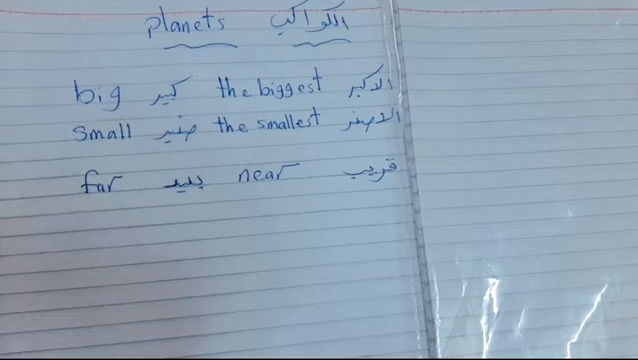 planets الكواكب
big كبير the biggest الاكبر
small صغير the smallest الاصغر
far بعيد near قريب